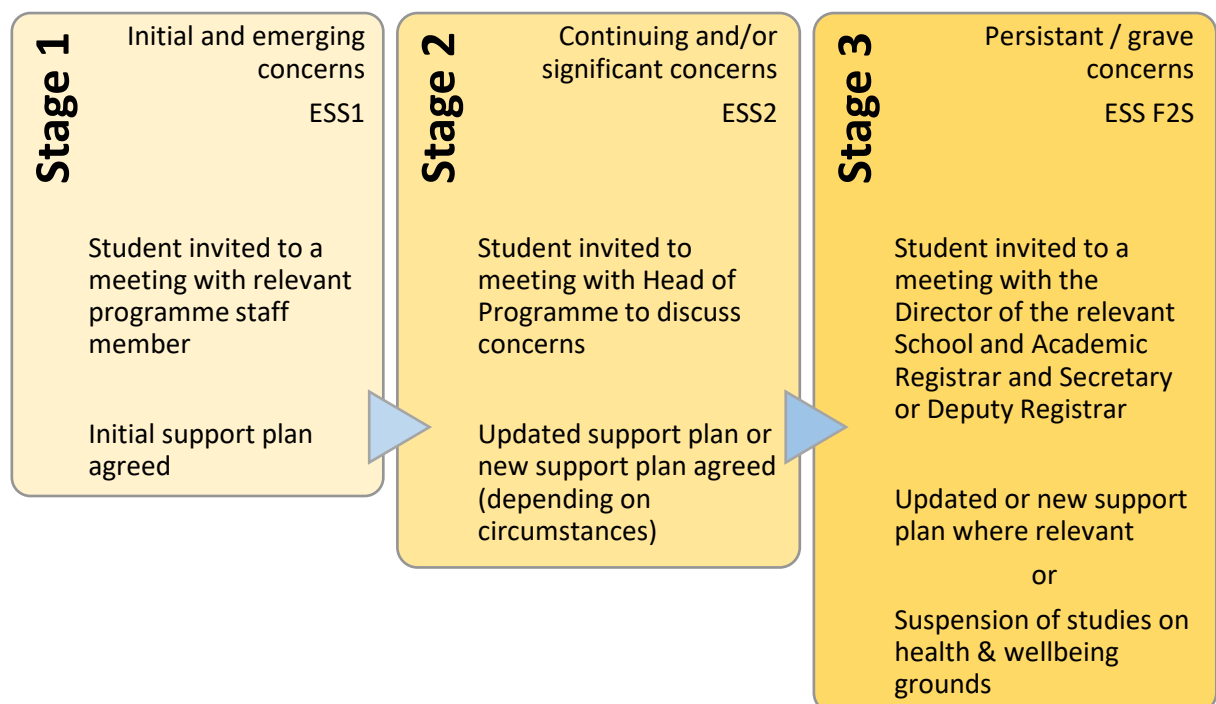 Stage 1
Initial and emerging
concerns
ESS1
Student invited to a
meeting with relevant
programme staff
member
Initial support plan
agreed
Stage 2
Continuing and/or
significant concerns
ESS2
Student invited to
meeting with Head of
Programme to discuss
concerns
Updated support plan or
new support plan agreed
(depending on
circumstances)
Stage 3
Persistant / grave
concerns
ESS F2S
Student invited to a
meeting with the
Director of the relevant
School and Academic
Registrar and Secretary
or Deputy Registrar
Updated or new support
plan where relevant
or
Suspension of studies on
health & wellbeing
grounds